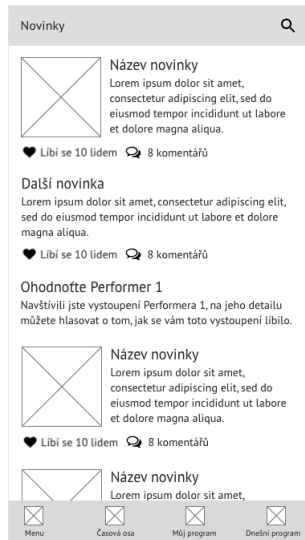 Novinky
Název novinky
Lorem ipsum dolor sit amet,
consectetur adipiscing elit, sed do
eiusmod tempor incididunt ut labore
et dolore magna aliqua.
Líbí se 10 lidem 8 komentářů
Další novinka
Lorem ipsum dolor sit amet, consectetur adipiscing elit,
sed do eiusmod tempor incididunt ut labore et dolore
magna aliqua.
Líbí se 10 lidem 8 komentářů
Ohodnoťte Performer 1
Navštívili jste vystoupení Performera 1, na jeho detailu
můžete hlasovat o tom, jak se vám toto vystoupení líbilo.
Název novinky
Lorem ipsum dolor sit amet,
consectetur adipiscing elit, sed do
eiusmod tempor incididunt ut labore
et dolore magna aliqua.
Líbí se 10 lidem 8 komentářů
Název novinky
Lorem ipsum dolor sit amet,
Menu Časová osa Můj program Dnešní program